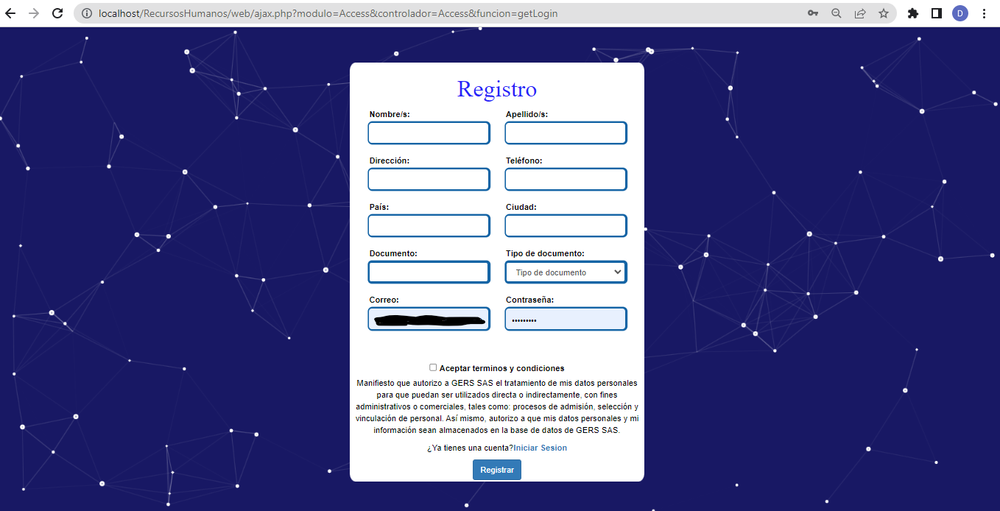 localhost/RecursosHumanos/web/ajax.php?modulo=Access&controlador=Access&funcion=getLogin
D
Registro
Nombre/s: Apellido/s:
Dirección: Teléfono:
País: Ciudad:
Documento: Tipo de documento:
Tipo de documento
Correo: Contraseña:
•••••••••
Aceptar terminos y condiciones
Manifiesto que autorizo a GERS SAS el tratamiento de mis datos personales
para que puedan ser utilizados directa o indirectamente, con fines
administrativos o comerciales, tales como: procesos de admisión, selección y
vinculación de personal. Así mismo, autorizo a que mis datos personales y mi
información sean almacenados en la base de datos de GERS SAS.
¿Ya tienes una cuenta?Iniciar Sesion
Registrar